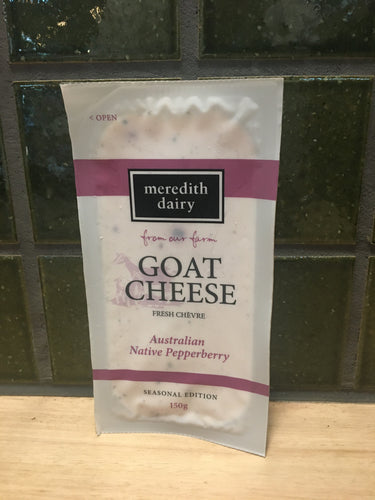 < OPEN
meredith
dairy
from our farm
GOAT
CHEESE
FRESH CHÈVRE
Australian
Native Pepperberry
SEASONAL EDITION
150g